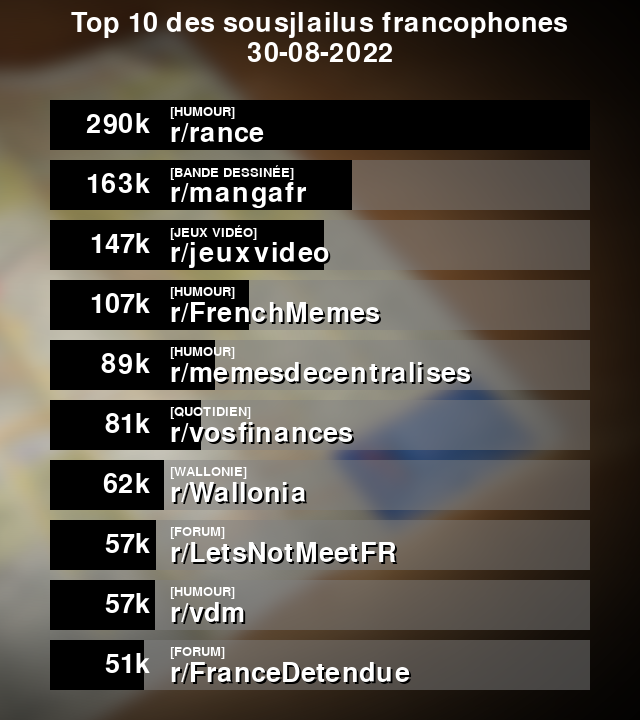 Top 10 des sousjlailus francophones
30-08-2022
290k
[HUMOUR]
r/rance
163k
[BANDE DESSINÉE]
r/mangafr
147k
[JEUX VIDÉO]
r/jeuxvideo
107k
[HUMOUR]
r/FrenchMemes
89k
[HUMOUR]
r/memesdecentralises
81k
[QUOTIDIEN]
r/vosfinances
62k
[WALLONIE]
r/Wallonia
57k
[FORUM]
r/LetsNotMeetFR
57k
[HUMOUR]
r/vdm
51k
[FORUM]
r/FranceDetendue